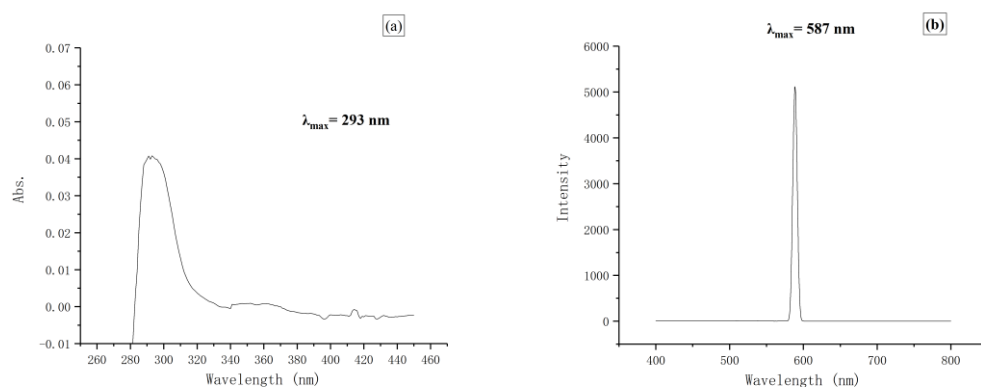 (a)
0.07
0.06
0.05
0.04
0.03
0.02
0.01
0.00
-0.01
Abs.
λmax= 293 nm
260 280 300 320 340 360 380 400 420 440 460
Wavelength (nm)
(b)
λmax= 587 nm
6000
5000
4000
3000
2000
1000
0
Intensity
400 500 600 700 800
Wavelength (nm)